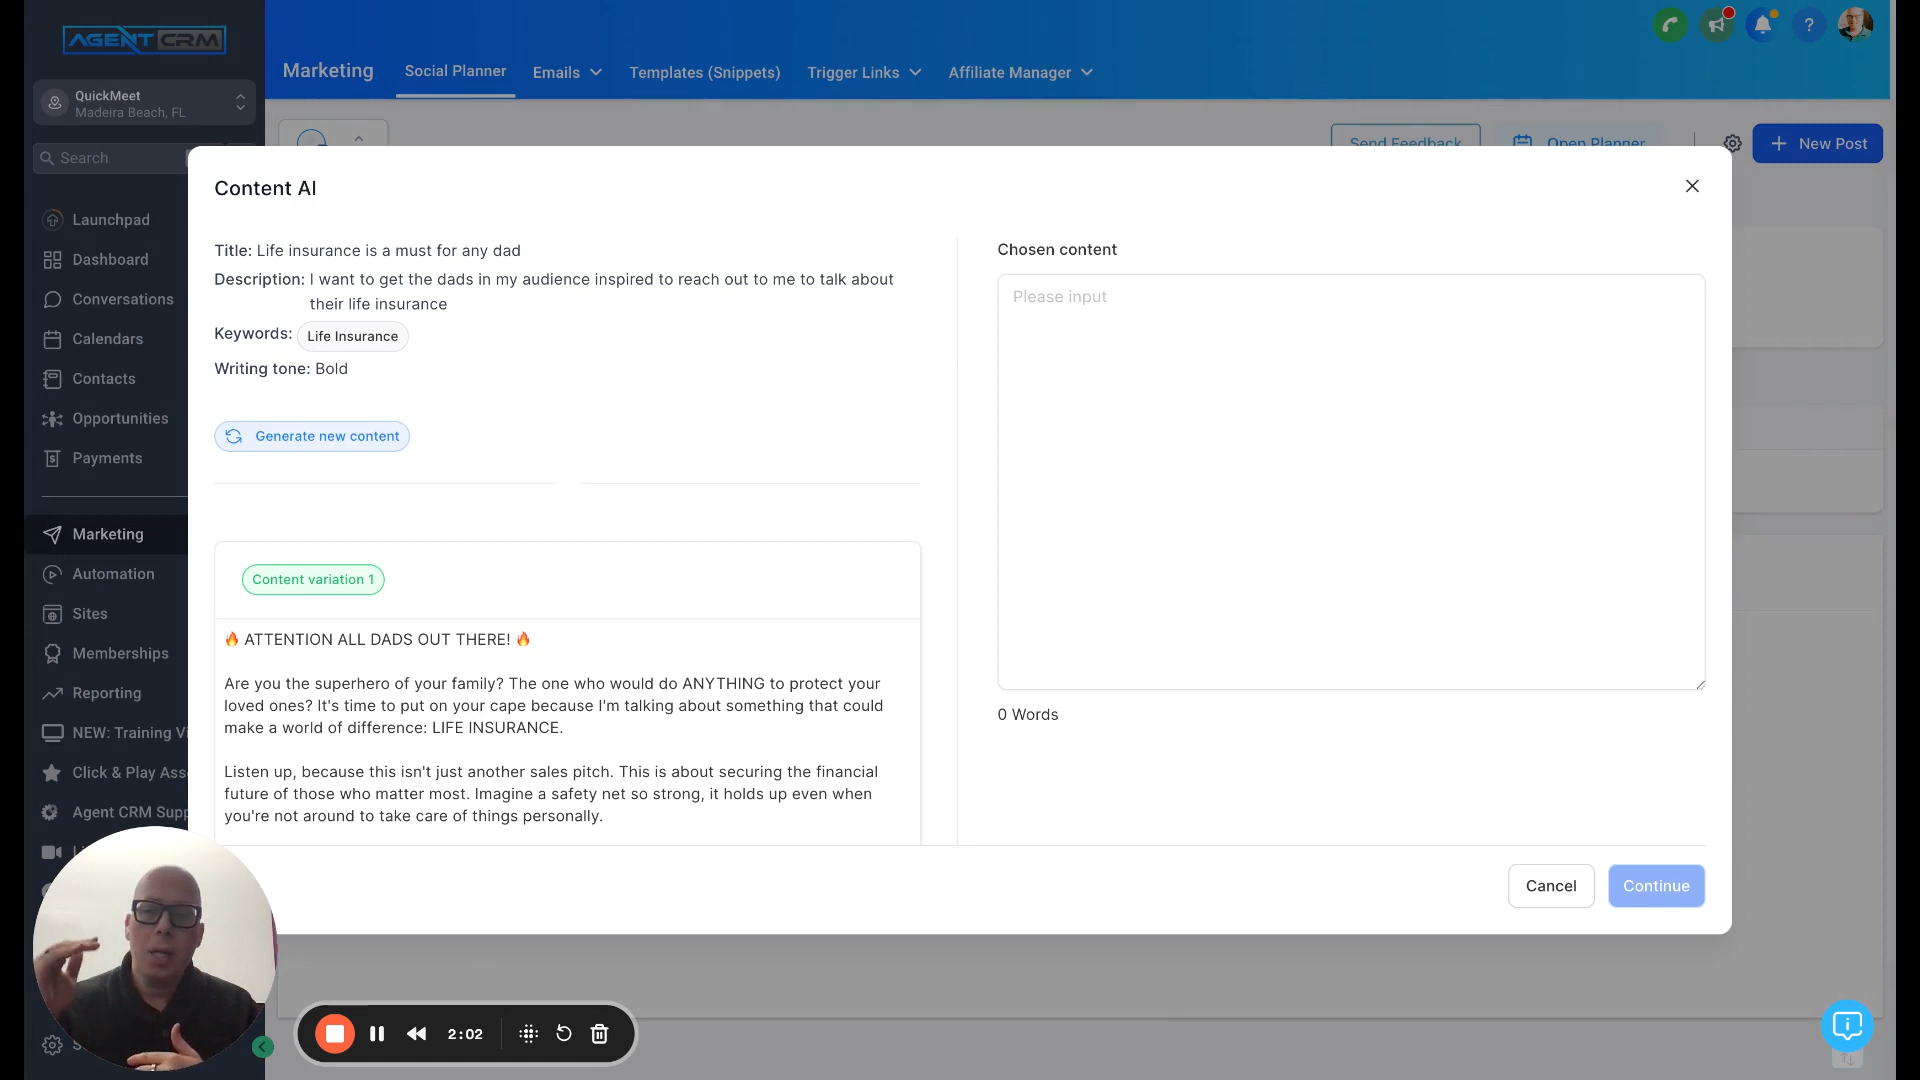 AGENT CRM
QuickMeet
Madeira Beach, FL
Search
Launchpad
Dashboard
Conversations
Calendars
Contacts
Opportunities
Payments
Marketing
Automation
Sites
Memberships
Reporting
NEW: Training Vi
Click & Play Ass
Agent CRM Supp
Marketing
Social Planner
Emails
Templates (Snippets)
Trigger Links
Affiliate Manager
?
Send Feedback
Open Planner
New Post
Content AI
Title: Life insurance is a must for any dad
Description: I want to get the dads in my audience inspired to reach out to me to talk about
their life insurance
Keywords: Life Insurance
Writing tone: Bold
Generate new content
Content variation 1
🔥 ATTENTION ALL DADS OUT THERE! 🔥
Are you the superhero of your family? The one who would do ANYTHING to protect your
loved ones? It's time to put on your cape because I'm talking about something that could
make a world of difference: LIFE INSURANCE.
Listen up, because this isn't just another sales pitch. This is about securing the financial
future of those who matter most. Imagine a safety net so strong, it holds up even when
you're not around to take care of things personally.
Chosen content
Please input
0 Words
Cancel
Continue
2:02